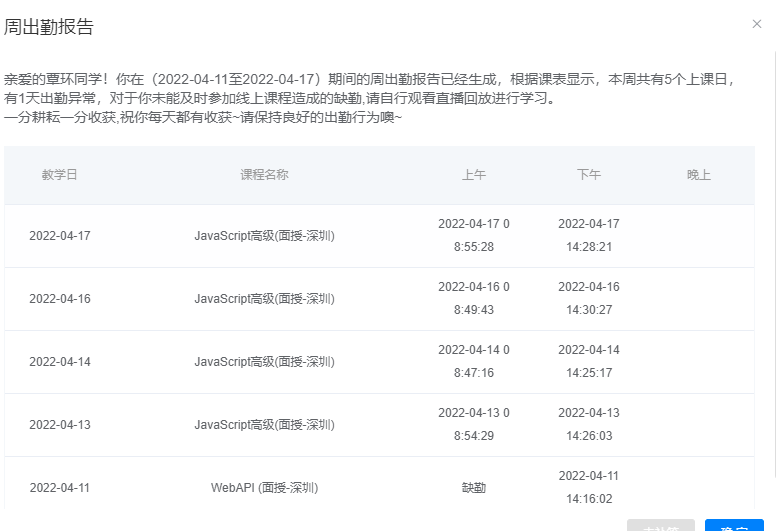 周出勤报告
×
亲爱的覃环同学！你在（2022-04-11至2022-04-17）期间的周出勤报告已经生成，根据课表显示，本周共有5个上课日，
有1天出勤异常，对于你未能及时参加线上课程造成的缺勤,请自行观看直播回放进行学习。
一分耕耘一分收获,祝你每天都有收获~请保持良好的出勤行为噢~
教学日 课程名称 上午 下午 晚上
2022-04-17 0 2022-04-17
2022-04-17 JavaScript高级(面授-深圳)
8:55:28 14:28:21
2022-04-16 0 2022-04-16
2022-04-16 JavaScript高级(面授-深圳)
8:49:43 14:30:27
2022-04-14 0 2022-04-14
2022-04-14 JavaScript高级(面授-深圳)
8:47:16 14:25:17
2022-04-13 0 2022-04-13
2022-04-13 JavaScript高级(面授-深圳)
8:54:29 14:26:03
2022-04-11
2022-04-11 WebAPI (面授-深圳) 缺勤
14:16:02